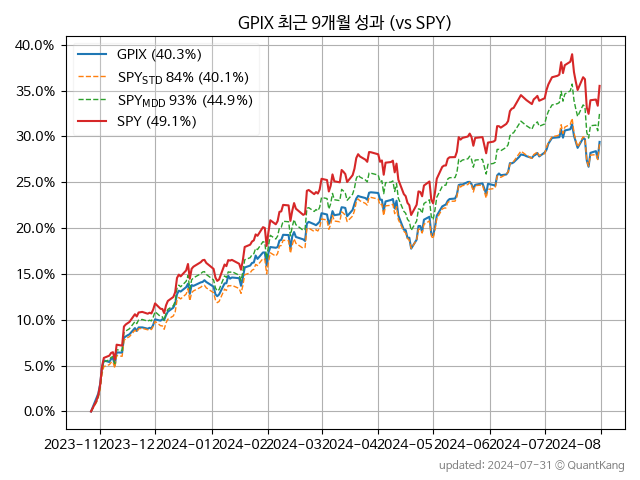 GPIX 최근 9개월 성과 (vs SPY)
GPIX (40.3%)
SPY_STD 84% (40.1%)
SPY_MDD 93% (44.9%)
SPY (49.1%)
40.0%
35.0%
30.0%
25.0%
20.0%
15.0%
10.0%
5.0%
0.0%
2023-11 2023-12 2024-01 2024-02 2024-03 2024-04 2024-05 2024-06 2024-07 2024-08
updated: 2024-07-31 © QuantKang